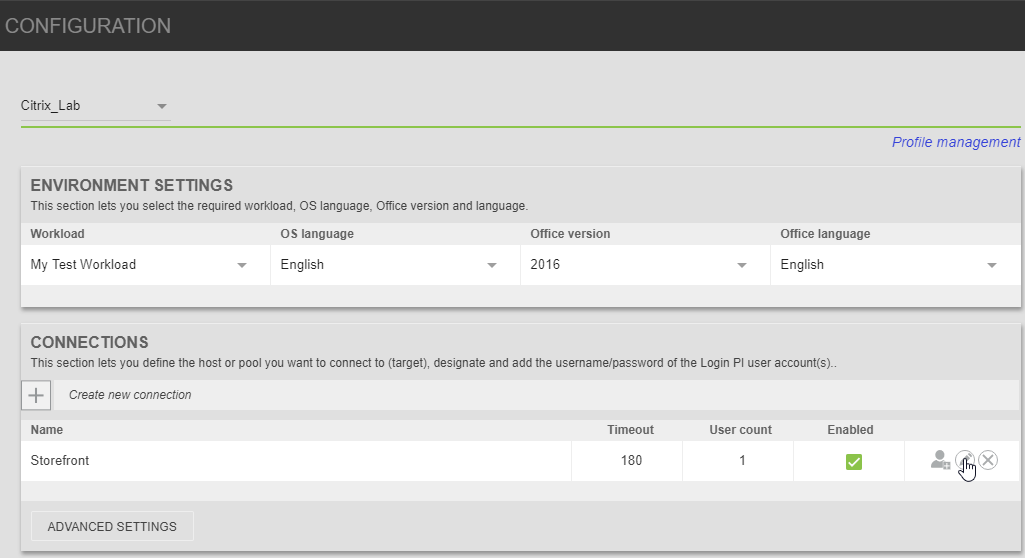 CONFIGURATION
Citrix_Lab
Profile management
ENVIRONMENT SETTINGS
This section lets you select the required workload, OS language, Office version and language.
Workload OS language Office version Office language
My Test Workload English 2016 English
CONNECTIONS
This section lets you define the host or pool you want to connect to (target), designate and add the username/password of the Login PI user account(s)..
Create new connection
Name Timeout User count Enabled
Storefront 180 1
ADVANCED SETTINGS